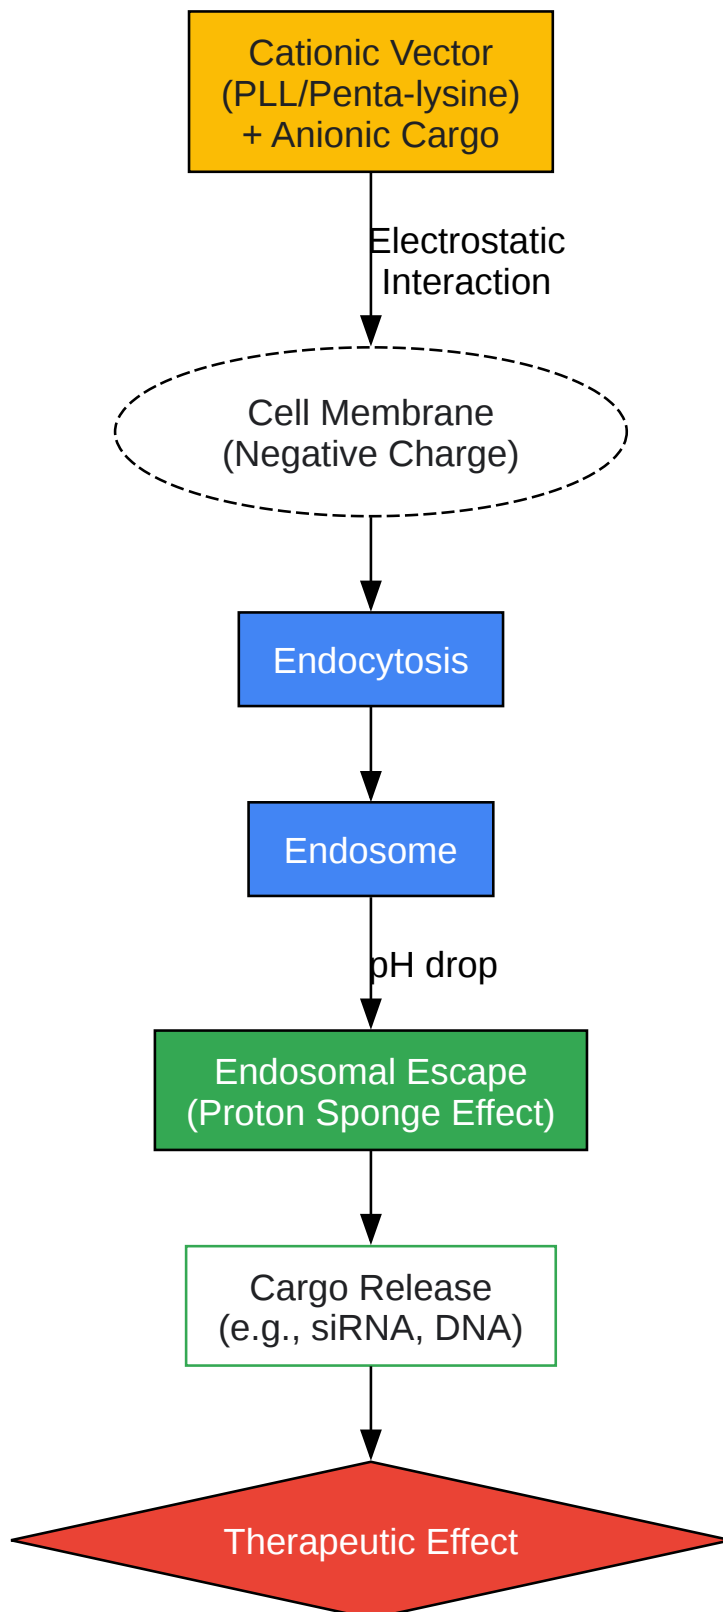 Cationic Vector
(PLL/Penta-lysine)
+ Anionic Cargo
Electrostatic
Interaction
Cell Membrane
(Negative Charge)
Endocytosis
Endosome
pH drop
Endosomal Escape
(Proton Sponge Effect)
Cargo Release
(e.g., siRNA, DNA)
Therapeutic Effect